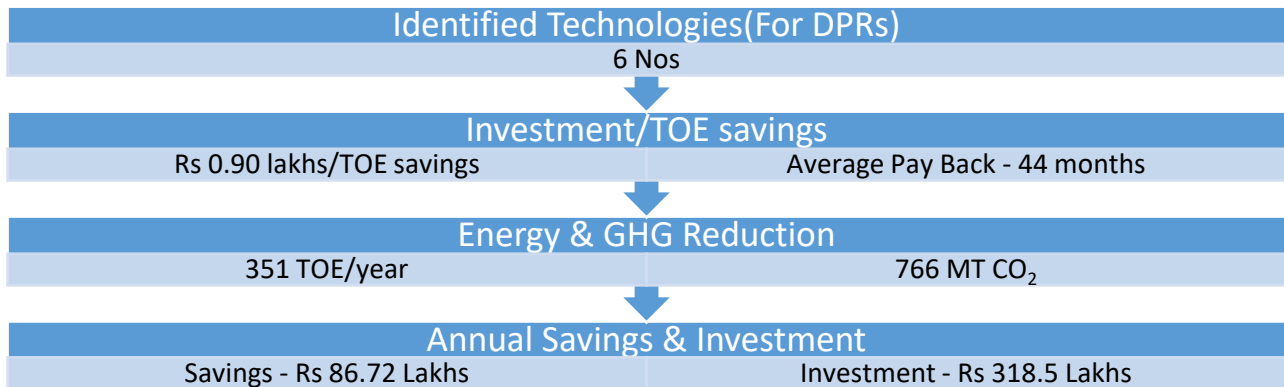 Identified Technologies(For DPRs)
6 Nos
Investment/TOE savings
Rs 0.90 lakhs/TOE savings
Average Pay Back - 44 months
Energy & GHG Reduction
351 TOE/year
766 MT CO₂
Annual Savings & Investment
Savings - Rs 86.72 Lakhs
Investment - Rs 318.5 Lakhs